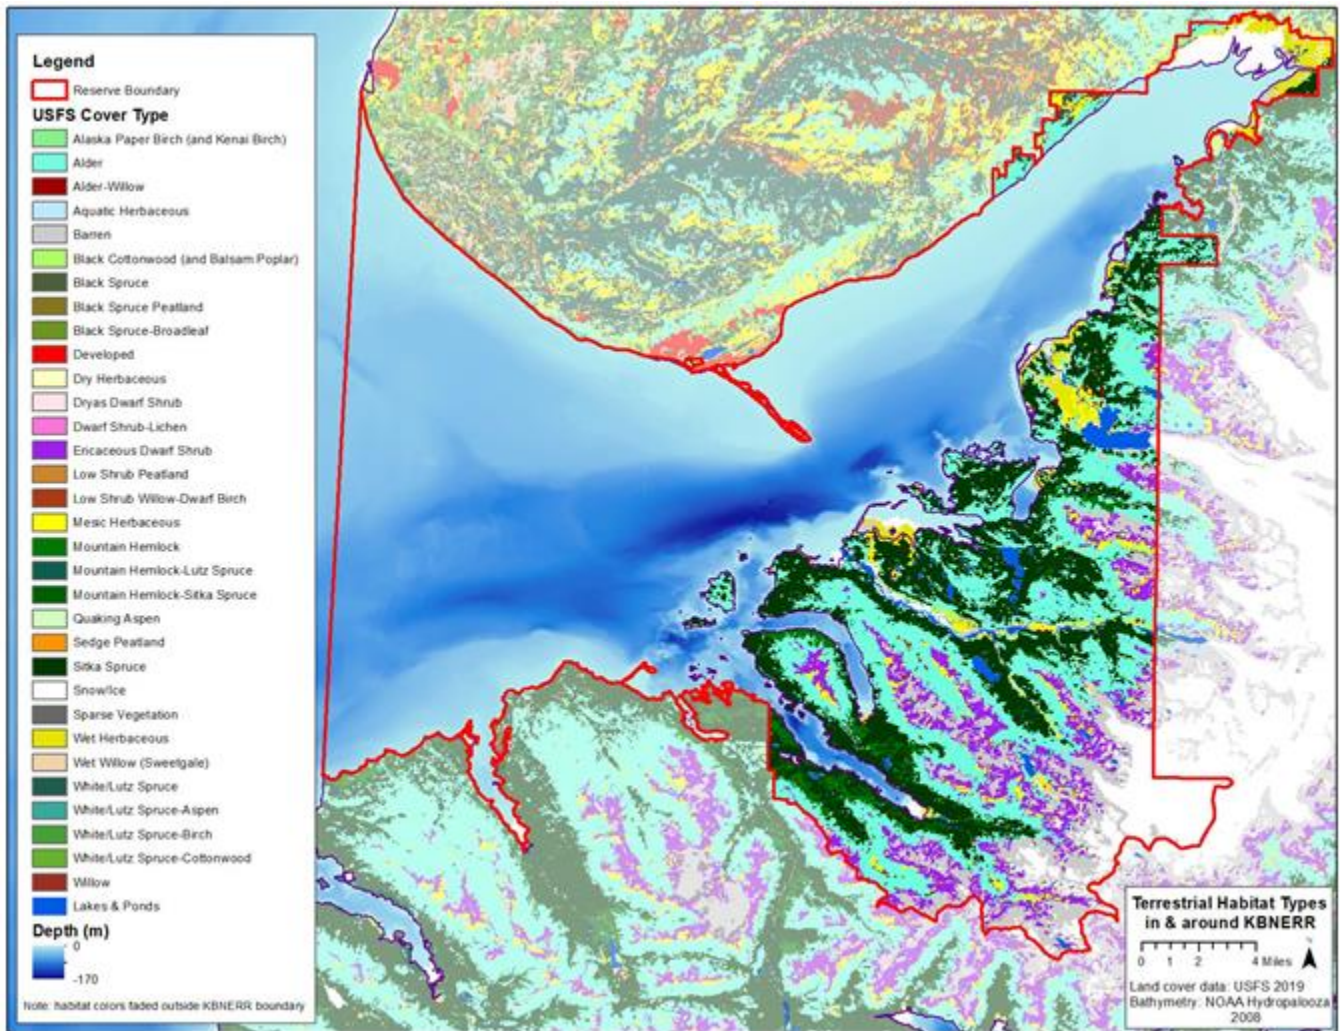 Legend
Reserve Boundary
USFS Cover Type
Alaska Paper Birch (and Kenai Birch)
Alder
Alder-Willow
Aquatic Herbaceous
Barren
Black Cottonwood (and Balsam Poplar)
Black Spruce
Black Spruce Peatland
Black Spruce-Broadleaf
Developed
Dry Herbaceous
Dryas Dwarf Shrub
Dwarf Shrub-Lichen
Ericaceous Dwarf Shrub
Low Shrub Peatland
Low Shrub Willow-Dwarf Birch
Mesic Herbaceous
Mountain Hemlock
Mountain Hemlock-Lutz Spruce
Mountain Hemlock-Sitka Spruce
Quaking Aspen
Sedge Peatland
Sitka Spruce
Snow/Ice
Sparse Vegetation
Wet Herbaceous
Wet Willow (Sweetgale)
White/Lutz Spruce
White/Lutz Spruce-Aspen
White/Lutz Spruce-Birch
White/Lutz Spruce-Cottonwood
Willow
Lakes & Ponds
Depth (m)
0
-170
Note: habitat colors faded outside KBNERR boundary
Terrestrial Habitat Types
in & around KBNERR
0 1 2 4 Miles
Land cover data: USFS 2019
Bathymetry: NOAA Hydropalooza
2008